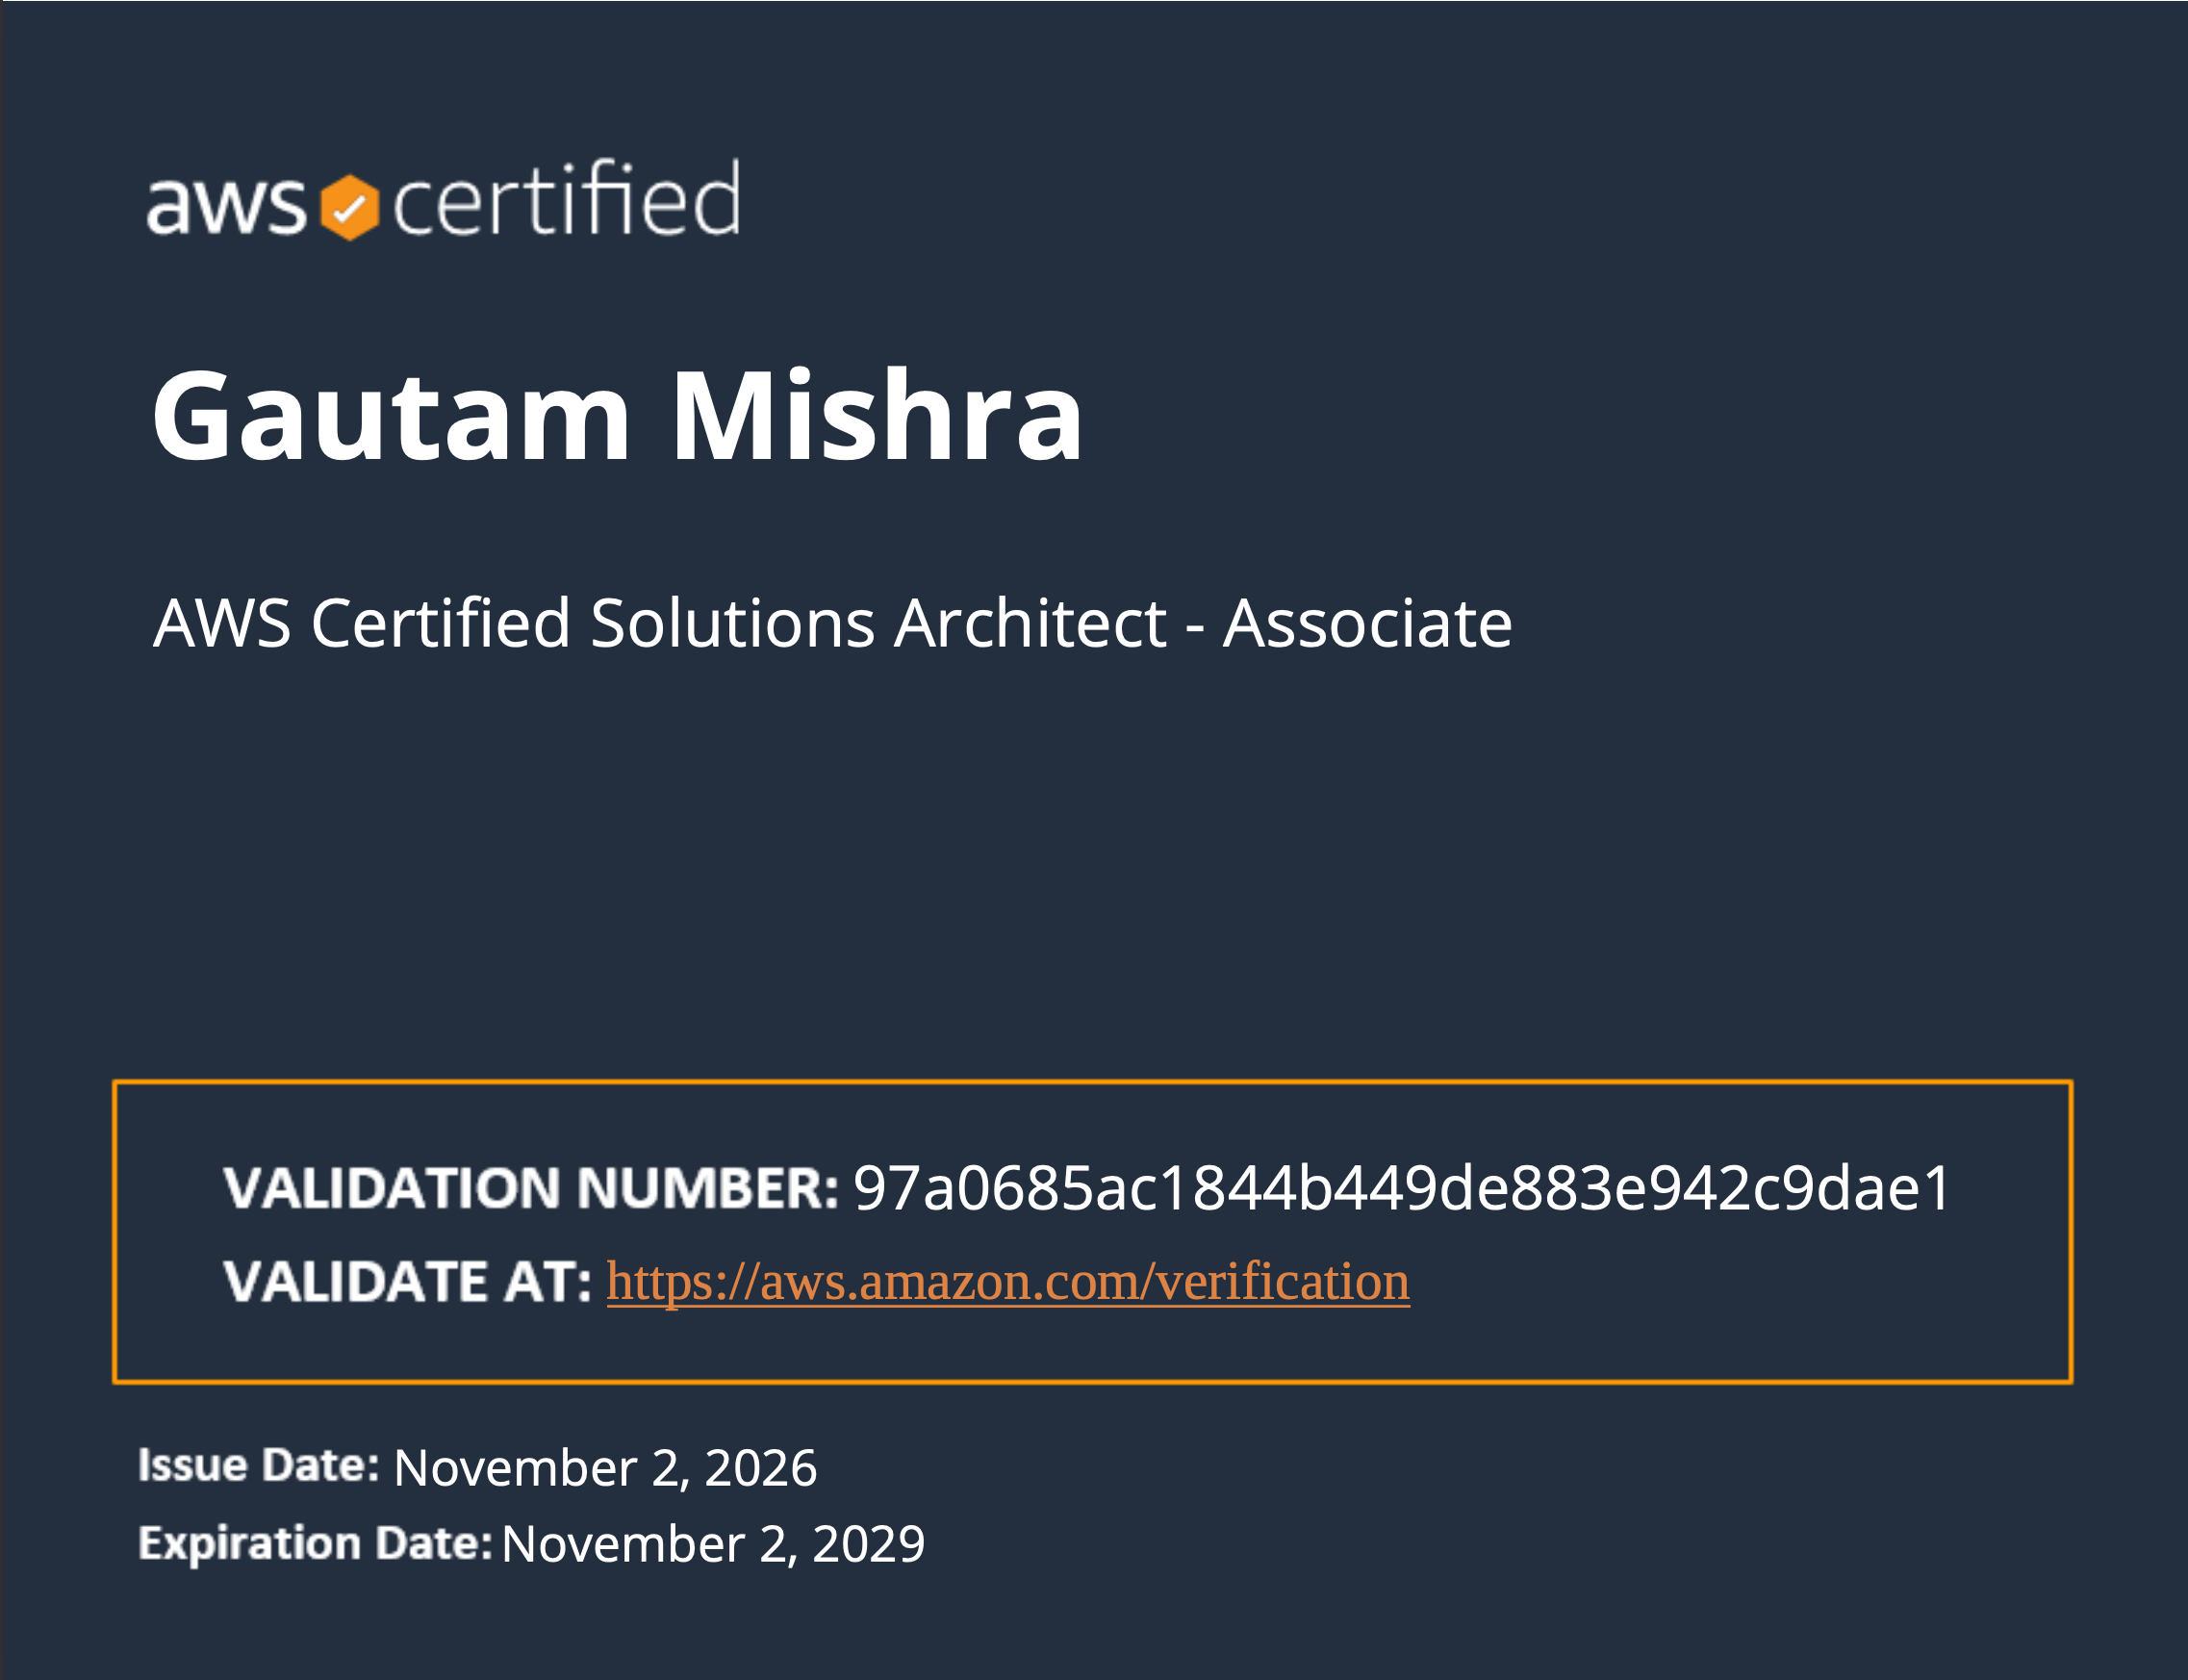 aws certified
Gautam Mishra
AWS Certified Solutions Architect - Associate
VALIDATION NUMBER: 97a0685ac1844b449de883e942c9dae1
VALIDATE AT: https://aws.amazon.com/verification
Issue Date: November 2, 2026
Expiration Date: November 2, 2029